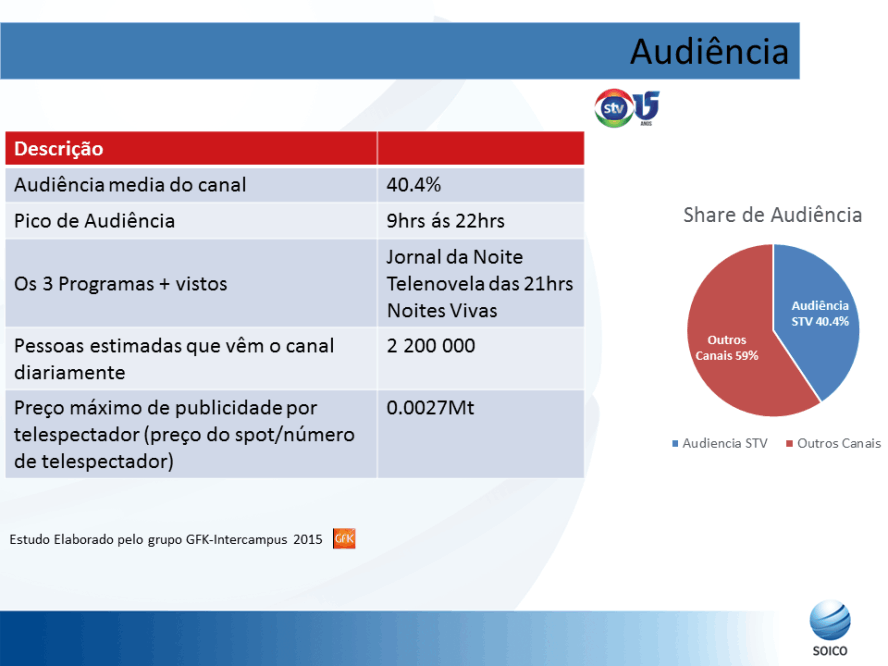 Audiência
stv 15
ANOS
Descrição
Audiência media do canal 40.4%
Pico de Audiência 9hrs ás 22hrs
Os 3 Programas + vistos
Jornal da Noite
Telenovela das 21hrs
Noites Vivas
Pessoas estimadas que vêm o canal
diariamente
2 200 000
Preço máximo de publicidade por
telespectador (preço do spot/número
de telespectador)
0.0027Mt
Share de Audiência
Audiência
STV 40.4%
Outros
Canais 59%
Audiencia STV Outros Canais
Estudo Elaborado pelo grupo GFK-Intercampus 2015 GFK
SOICO